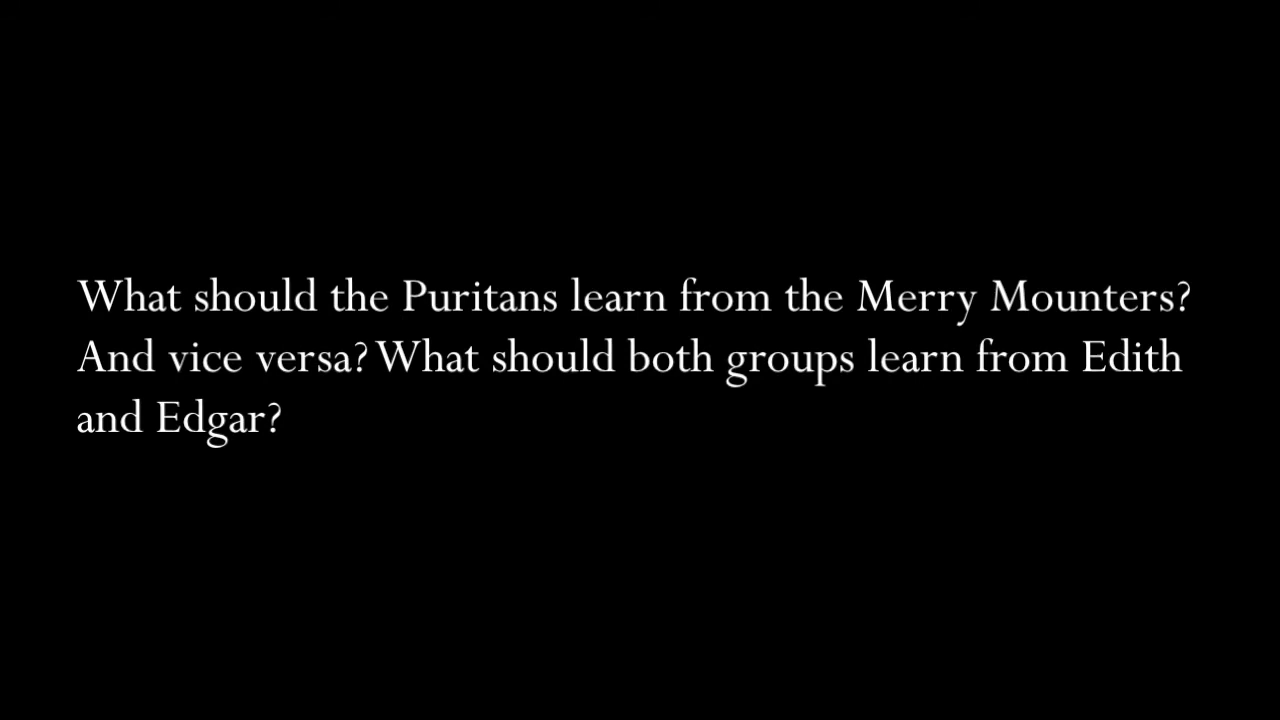 What should the Puritans learn from the Merry Mounters?
And vice versa? What should both groups learn from Edith
and Edgar?